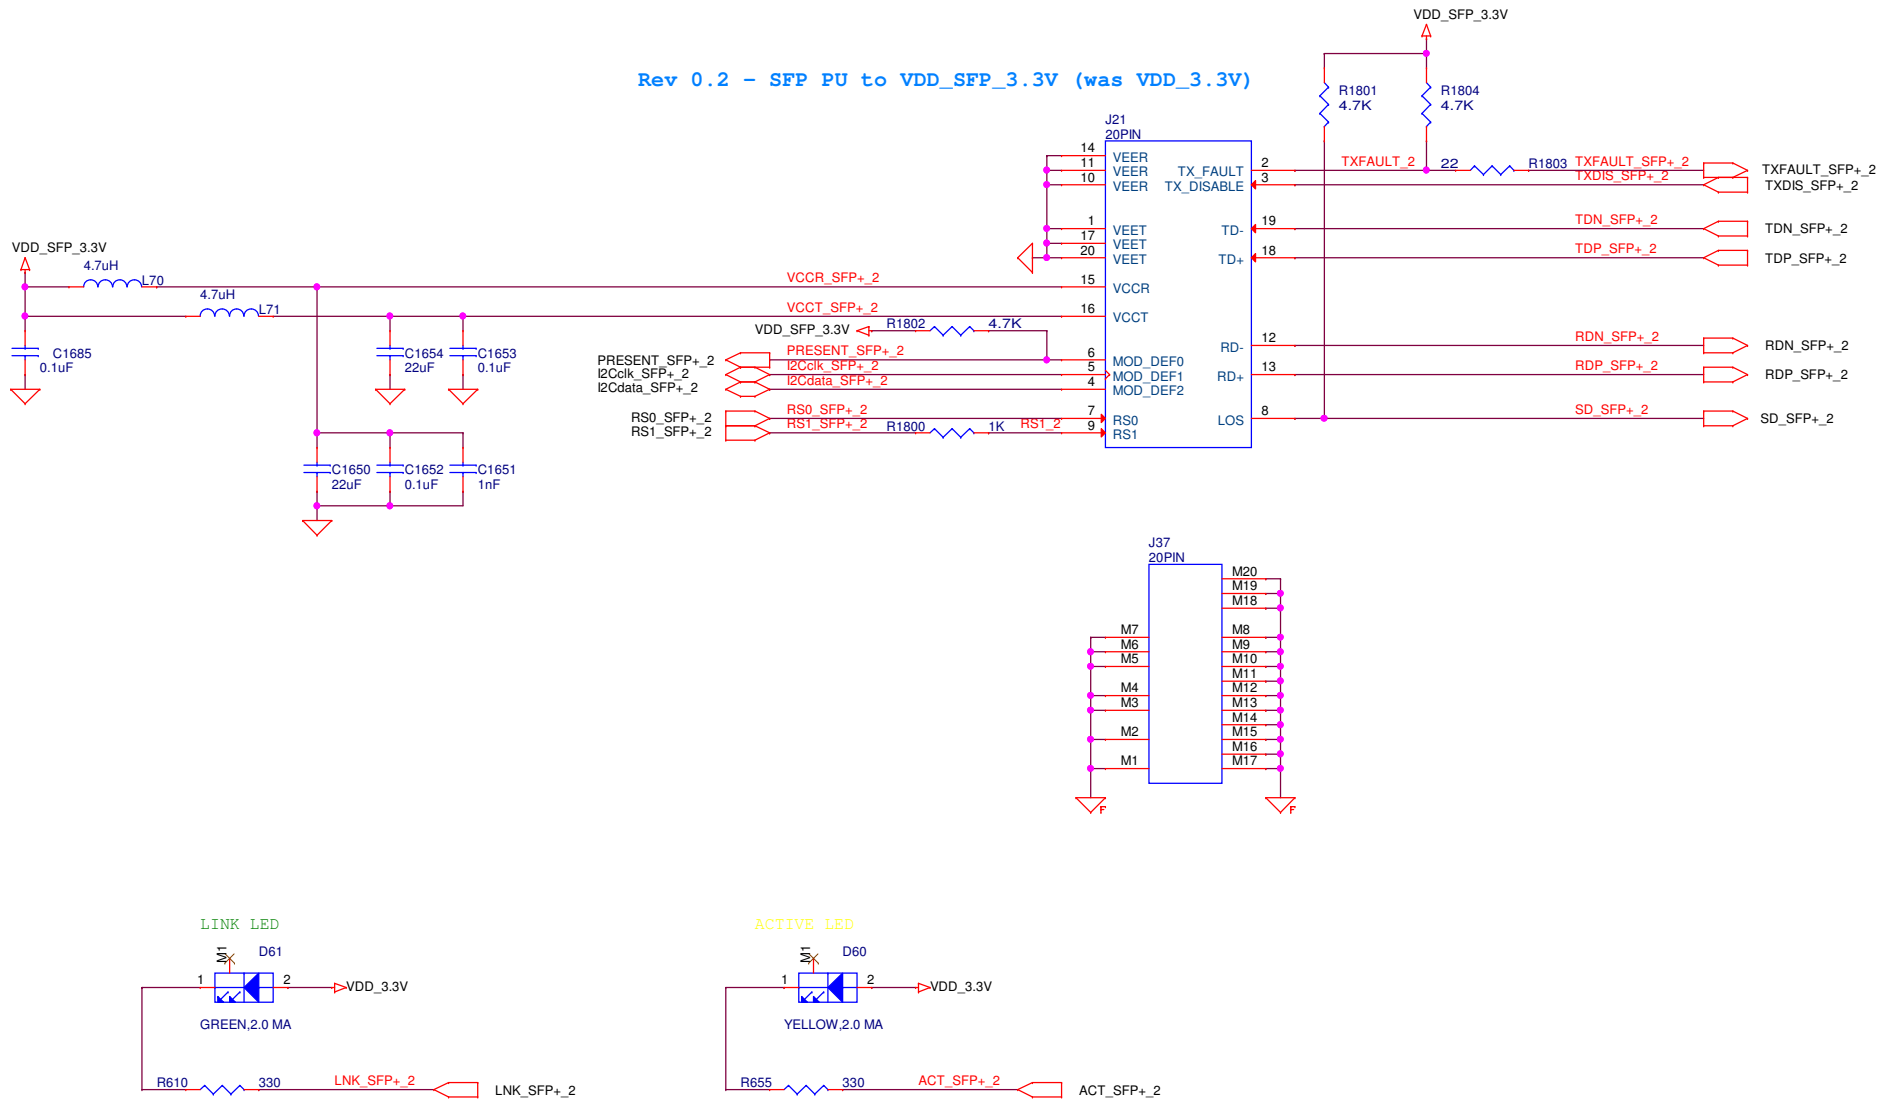 VDD_SFP_3.3V
Rev 0.2 - SFP PU to VDD_SFP_3.3V (was VDD_3.3V)
R1801
4.7K
R1804
4.7K
J21
20PIN
14 VEER
11 VEER
10 VEER
1 VEET
17 VEET
20 VEET
15 VCCR
16 VCCT
6 MOD_DEF0
5 MOD_DEF1
4 MOD_DEF2
7 RS0
9 RS1
TX_FAULT 2
TX_DISABLE 3
TD- 19
TD+ 18
RD- 12
RD+ 13
LOS 8
TXFAULT_2 22 R1803 TXFAULT_SFP+_2 TXFAULT_SFP+_2
TXDIS_SFP+_2 TXDIS_SFP+_2
TDN_SFP+_2 TDN_SFP+_2
TDP_SFP+_2 TDP_SFP+_2
RDN_SFP+_2 RDN_SFP+_2
RDP_SFP+_2 RDP_SFP+_2
SD_SFP+_2 SD_SFP+_2
VDD_SFP_3.3V
4.7uH L70
4.7uH L71
VCCR_SFP+_2
VCCT_SFP+_2
VDD_SFP_3.3V R1802 4.7K
PRESENT_SFP+_2 PRESENT_SFP+_2
I2Cclk_SFP+_2 I2Cclk_SFP+_2
I2Cdata_SFP+_2 I2Cdata_SFP+_2
RS0_SFP+_2 RS0_SFP+_2
RS1_SFP+_2 RS1_SFP+_2 R1800 1K RS1_2
C1685
0.1uF
C1654
22uF
C1653
0.1uF
C1650
22uF
C1652
0.1uF
C1651
1nF
J37
20PIN
M20
M19
M18
M7 M8
M6 M9
M5 M10
M11
M4 M12
M3 M13
M14
M2 M15
M16
M1 M17
F F
LINK LED
M1 D61
1 2 VDD_3.3V
GREEN,2.0 MA
R610 330 LNK_SFP+_2 LNK_SFP+_2
ACTIVE LED
M1 D60
1 2 VDD_3.3V
YELLOW,2.0 MA
R655 330 ACT_SFP+_2 ACT_SFP+_2